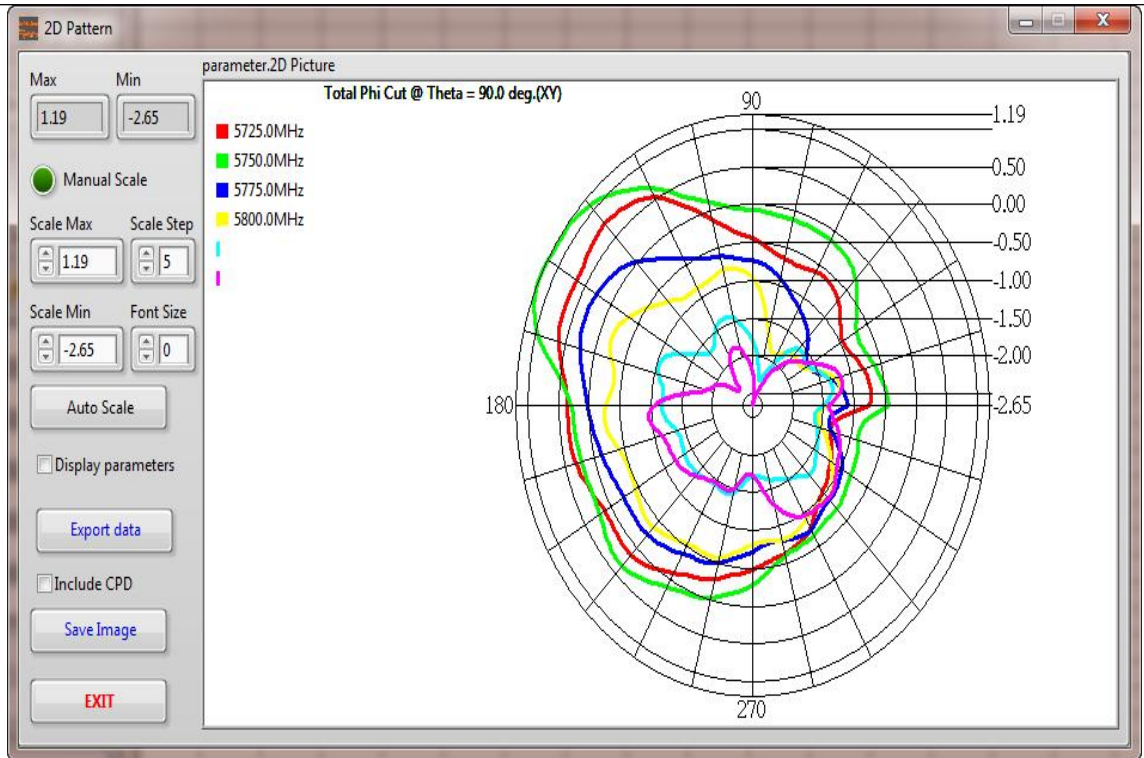 2D Pattern
Max Min
1.19 -2.65
Manual Scale
Scale Max Scale Step
1.19 5
Scale Min Font Size
-2.65 0
Auto Scale
Display parameters
Export data
Include CPD
Save Image
EXIT
parameter.2D Picture
Total Phi Cut @ Theta = 90.0 deg.(XY)
5725.0MHz
5750.0MHz
5775.0MHz
5800.0MHz
90
180
270
1.19
0.50
0.00
-0.50
-1.00
-1.50
-2.00
-2.65